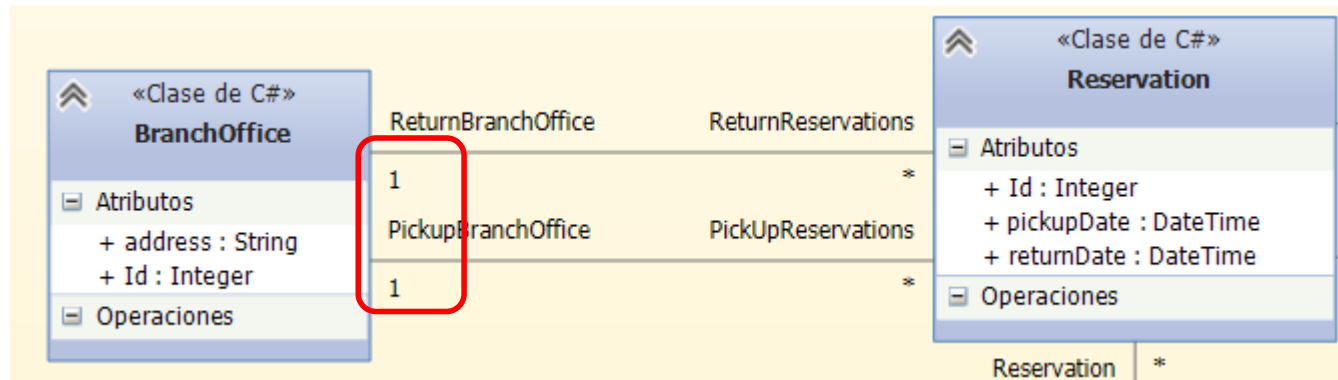 «Clase de C#»
BranchOffice
Atributos
+ address : String
+ Id : Integer
Operaciones
ReturnBranchOffice
ReturnReservations
1
*
PickupBranchOffice
PickUpReservations
1
*
«Clase de C#»
Reservation
Atributos
+ Id : Integer
+ pickupDate : DateTime
+ returnDate : DateTime
Operaciones
Reservation
*